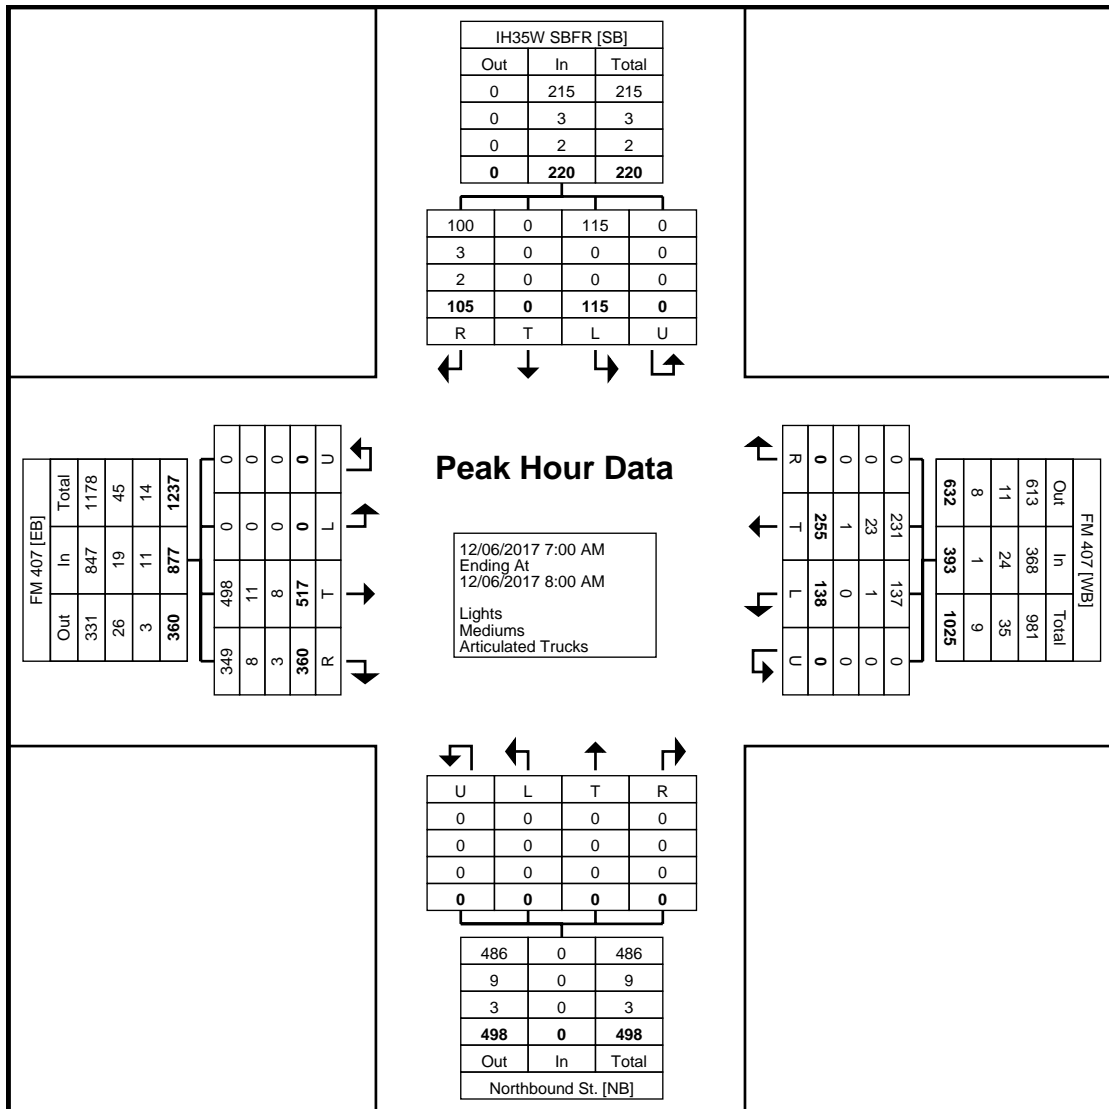 IH35W SBFR [SB]
Out In Total
0 215 215
0 3 3
0 2 2
0 220 220
100 0 115 0
3 0 0 0
2 0 0 0
105 0 115 0
R T L U
FM 407 [EB]
Out In Total
331 847 1178
26 19 45
3 11 14
360 877 1237
349 498 0 0
8 11 0 0
3 8 0 0
360 517 0 0
R T L U
Peak Hour Data
12/06/2017 7:00 AM
Ending At
12/06/2017 8:00 AM
Lights
Mediums
Articulated Trucks
FM 407 [WB]
Out In Total
613 368 981
11 24 35
8 1 9
632 393 1025
0 231 137 0
0 23 1 0
0 1 0 0
0 255 138 0
R T L U
U L T R
0 0 0 0
0 0 0 0
0 0 0 0
0 0 0 0
486 0 486
9 0 9
3 0 3
498 0 498
Out In Total
Northbound St. [NB]